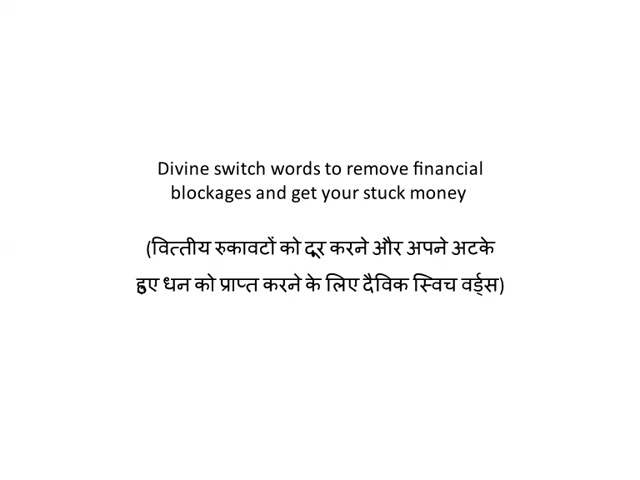 Divine switch words to remove financial
blockages and get your stuck money
(वित्तीय रुकावटों को दूर करने और अपने अटके
हुए धन को प्राप्त करने के लिए दैविक स्विच वर्ड्स)